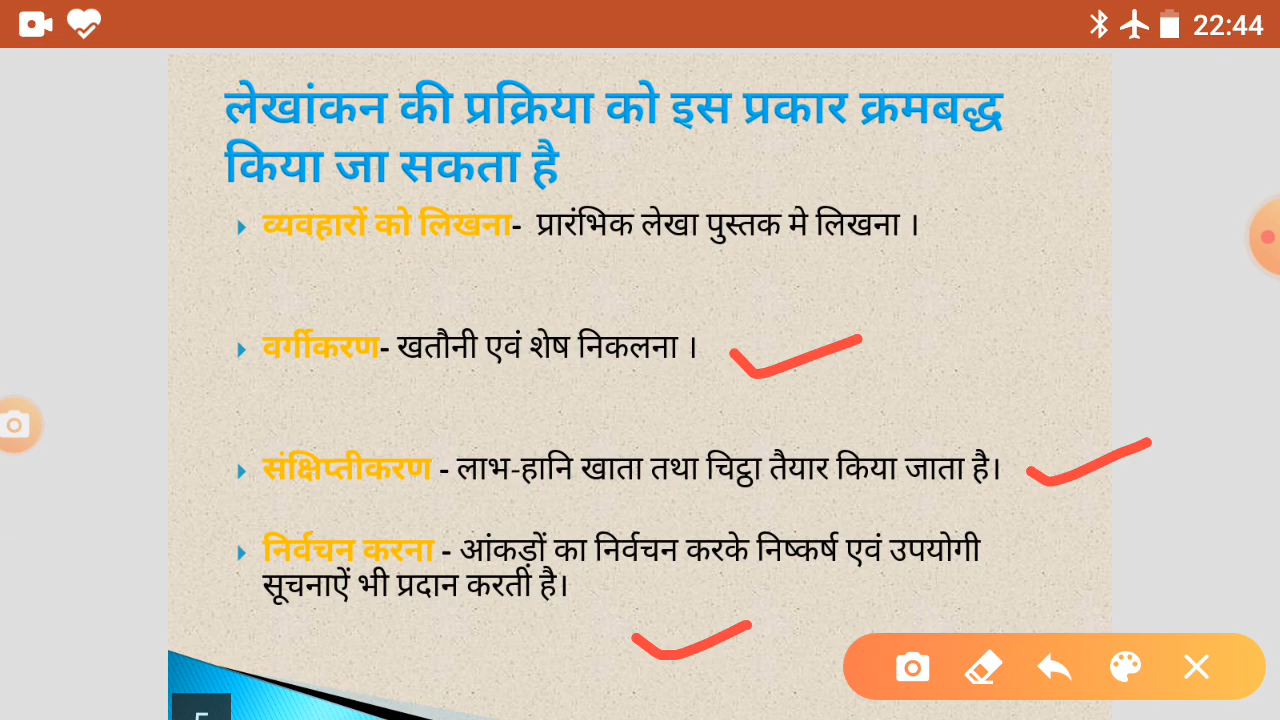 22:44
लेखांकन की प्रक्रिया को इस प्रकार क्रमबद्ध
किया जा सकता है
व्यवहारों को लिखना- प्रारंभिक लेखा पुस्तक मे लिखना ।
वर्गीकरण- खतौनी एवं शेष निकलना ।
संक्षिप्तीकरण - लाभ-हानि खाता तथा चिट्ठा तैयार किया जाता है।
निर्वचन करना - आंकड़ों का निर्वचन करके निष्कर्ष एवं उपयोगी
सूचनाऐं भी प्रदान करती है।